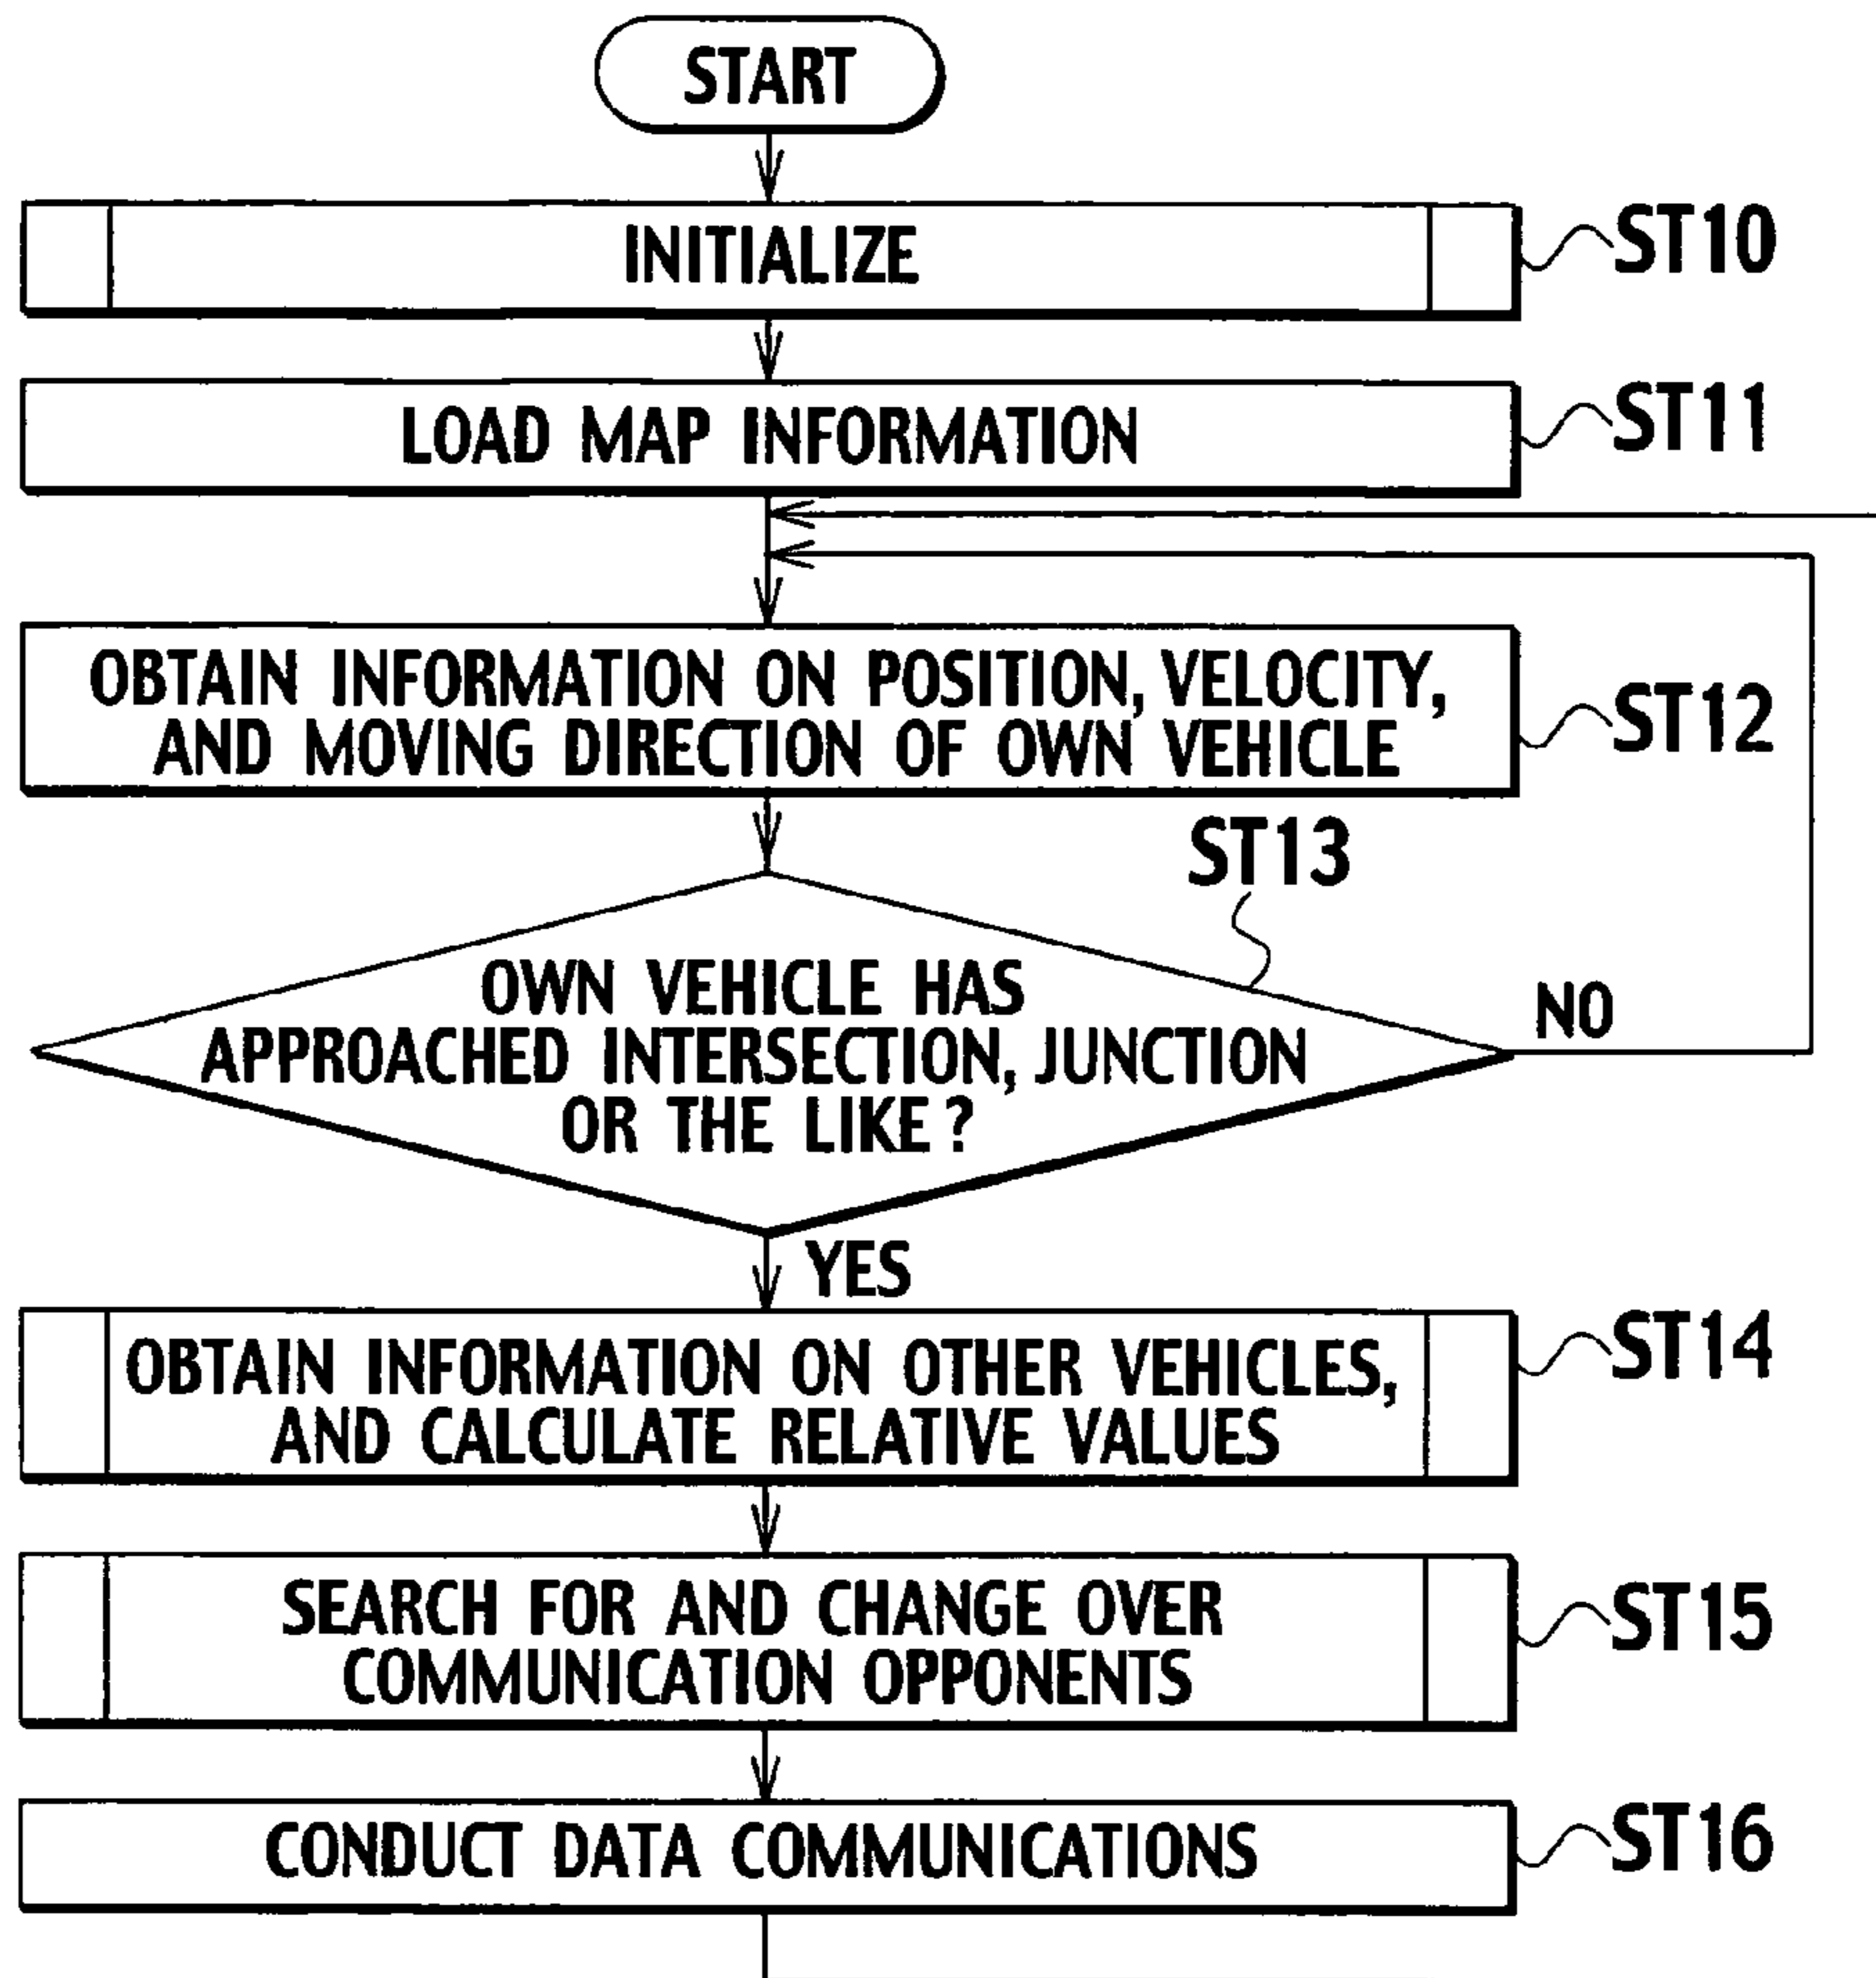 START
INITIALIZE
ST10
LOAD MAP INFORMATION
ST11
OBTAIN INFORMATION ON POSITION, VELOCITY,
AND MOVING DIRECTION OF OWN VEHICLE
ST12
ST13
OWN VEHICLE HAS
APPROACHED INTERSECTION, JUNCTION
OR THE LIKE?
NO
YES
OBTAIN INFORMATION ON OTHER VEHICLES,
AND CALCULATE RELATIVE VALUES
ST14
SEARCH FOR AND CHANGE OVER
COMMUNICATION OPPONENTS
ST15
CONDUCT DATA COMMUNICATIONS
ST16